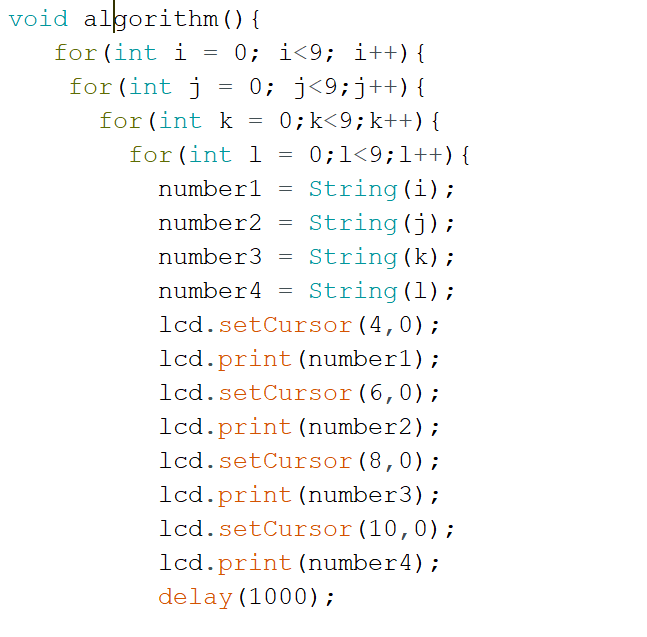 void algorithm(){
for(int i = 0; i<9; i++){
for(int j = 0; j<9;j++){
for(int k = 0;k<9;k++){
for(int l = 0;l<9;l++){
number1 = String(i);
number2 = String(j);
number3 = String(k);
number4 = String(l);
lcd.setCursor(4,0);
lcd.print(number1);
lcd.setCursor(6,0);
lcd.print(number2);
lcd.setCursor(8,0);
lcd.print(number3);
lcd.setCursor(10,0);
lcd.print(number4);
delay(1000);